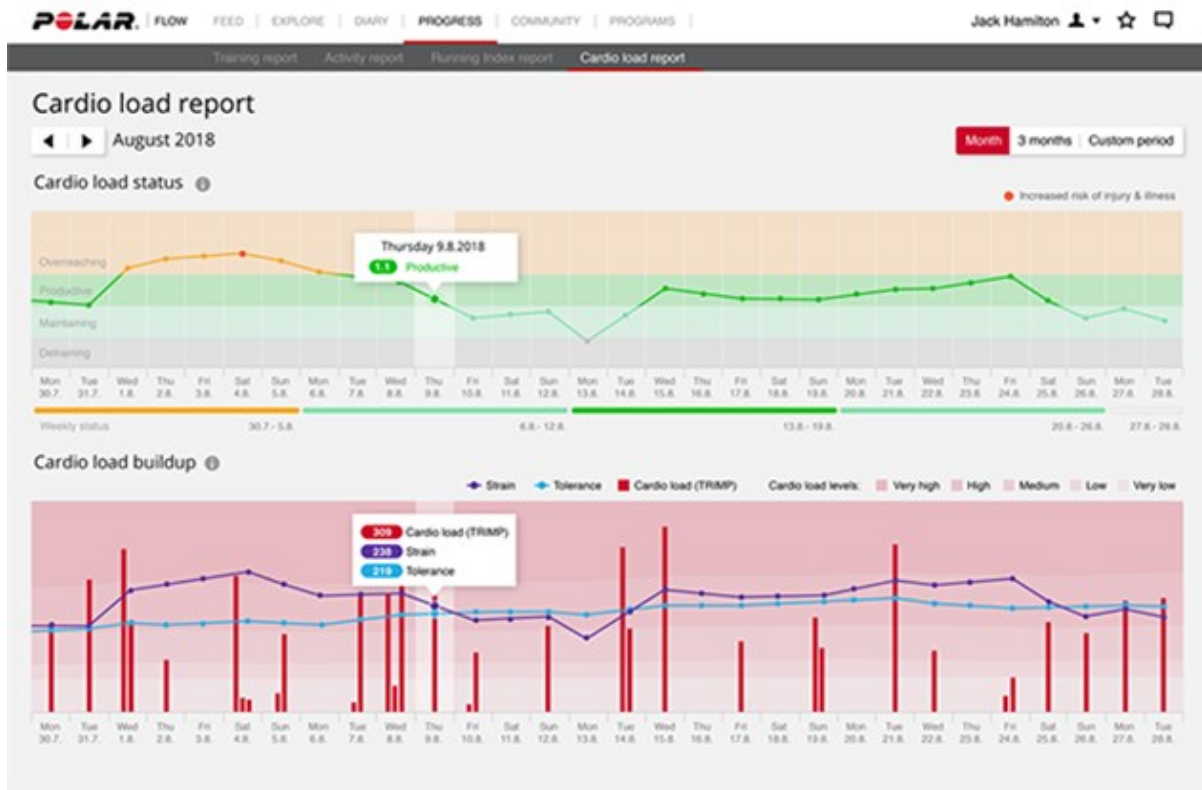 POLAR. FLOW FEED EXPLORE DIARY PROGRESS COMMUNITY PROGRAMS Jack Hamilton
Training report Activity report Running Index report Cardio load report
Cardio load report
August 2018 Month 3 months Custom period
Cardio load status
Increased risk of injury & illness
Thursday 9.8.2018
1.1 Productive
Overreaching
Productive
Maintaining
Detraining
Mon Tue Wed Thu Fri Sat Sun Mon Tue Wed Thu Fri Sat Sun Mon Tue Wed Thu Fri Sat Sun Mon Tue Wed Thu Fri Sat Sun Mon Tue
30.7. 31.7. 1.8. 2.8. 3.8. 4.8. 5.8. 6.8. 7.8. 8.8. 9.8. 10.8. 11.8. 12.8. 13.8. 14.8. 15.8. 16.8. 17.8. 18.8. 19.8. 20.8. 21.8. 22.8. 23.8. 24.8. 25.8. 26.8. 27.8. 28.8.
Weekly status 30.7 - 5.8. 6.8.- 12.8. 13.8 - 19.8. 20.8.- 26.8. 27.8.- 28.8.
Cardio load buildup
Strain Tolerance Cardio load (TRIMP) Cardio load levels: Very high High Medium Low Very low
309 Cardio load (TRIMP)
238 Strain
219 Tolerance
Mon Tue Wed Thu Fri Sat Sun Mon Tue Wed Thu Fri Sat Sun Mon Tue Wed Thu Fri Sat Sun Mon Tue Wed Thu Fri Sat Sun Mon Tue
30.7. 31.7. 1.8. 2.8. 3.8. 4.8. 5.8. 6.8. 7.8. 8.8. 9.8. 10.8. 11.8. 12.8. 13.8. 14.8. 15.8. 16.8. 17.8. 18.8. 19.8. 20.8. 21.8. 22.8. 23.8. 24.8. 25.8. 26.8. 27.8. 28.8.